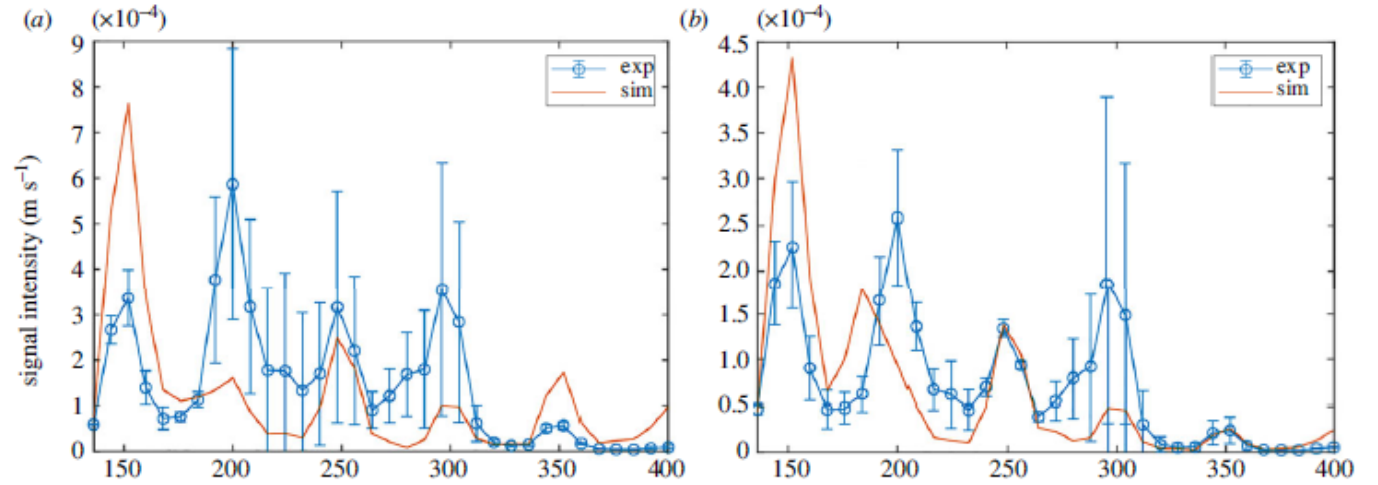 (a) (×10⁻⁴) (b) (×10⁻⁴)
9 8 7 6 5 4 3 2 1 0
signal intensity (m s⁻¹)
exp
sim
150 200 250 300 350 400
4.5 4.0 3.5 3.0 2.5 2.0 1.5 1.0 0.5 0
exp
sim
150 200 250 300 350 400